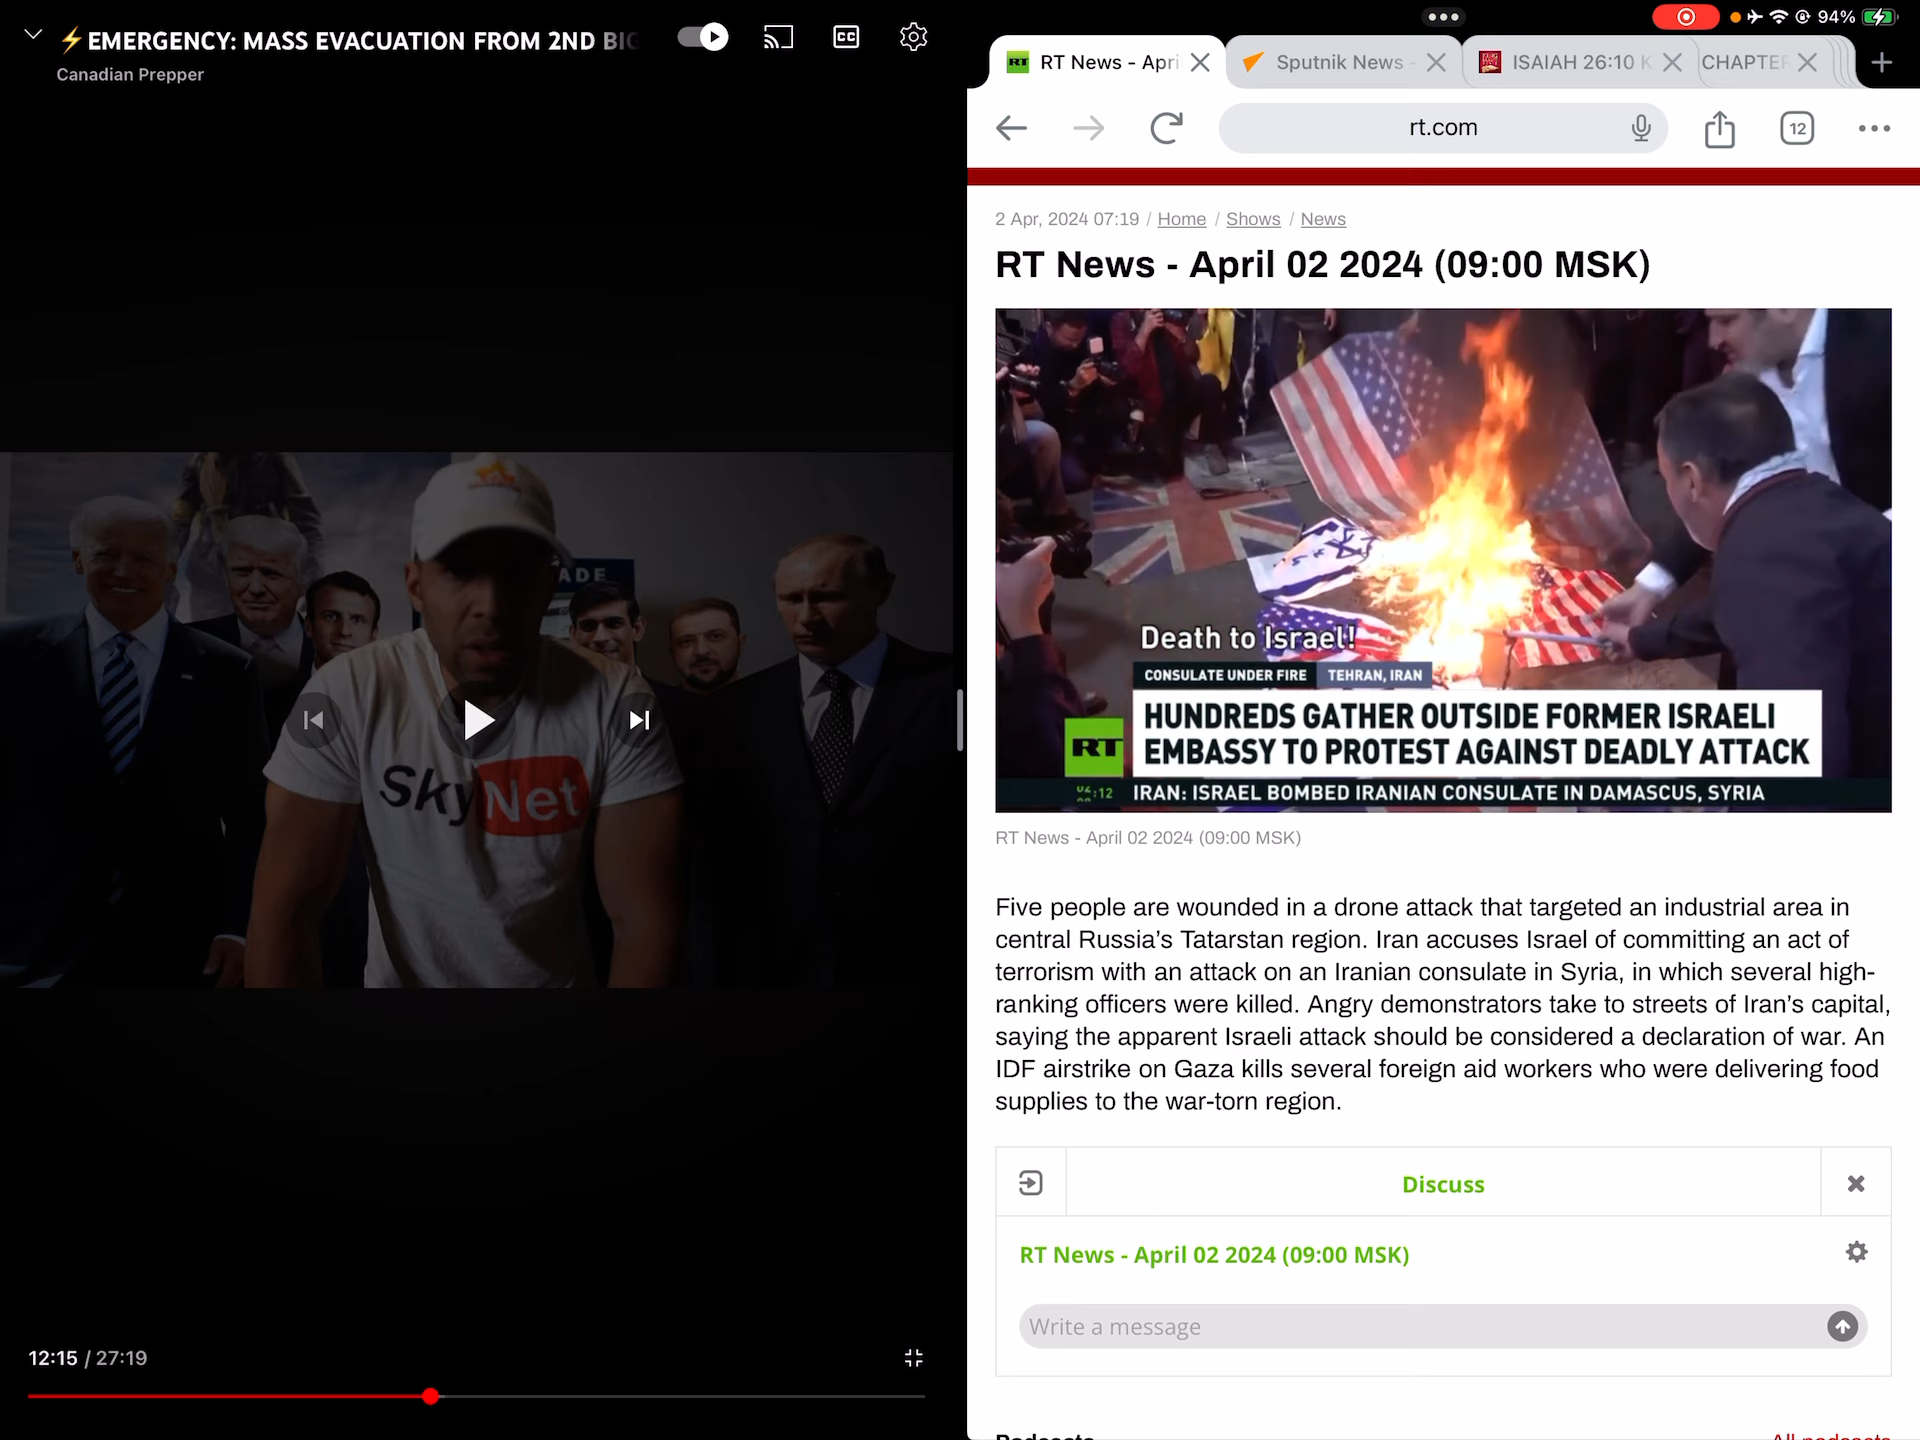 ⚡EMERGENCY: MASS EVACUATION FROM 2ND BIG
Canadian Prepper
CC
ADE
SkyNet
12:15 / 27:19
94%
RT RT News - Apri
Sputnik News -
ISAIAH 26:10 K
CHAPTER
rt.com
12
2 Apr, 2024 07:19 / Home / Shows / News
RT News - April 02 2024 (09:00 MSK)
Death to Israel!
CONSULATE UNDER FIRE TEHRAN, IRAN
HUNDREDS GATHER OUTSIDE FORMER ISRAELI
EMBASSY TO PROTEST AGAINST DEADLY ATTACK
RT
:12 IRAN: ISRAEL BOMBED IRANIAN CONSULATE IN DAMASCUS, SYRIA
RT News - April 02 2024 (09:00 MSK)
Five people are wounded in a drone attack that targeted an industrial area in
central Russia’s Tatarstan region. Iran accuses Israel of committing an act of
terrorism with an attack on an Iranian consulate in Syria, in which several high-
ranking officers were killed. Angry demonstrators take to streets of Iran’s capital,
saying the apparent Israeli attack should be considered a declaration of war. An
IDF airstrike on Gaza kills several foreign aid workers who were delivering food
supplies to the war-torn region.
Discuss
RT News - April 02 2024 (09:00 MSK)
Write a message
Podcasts
All podcasts